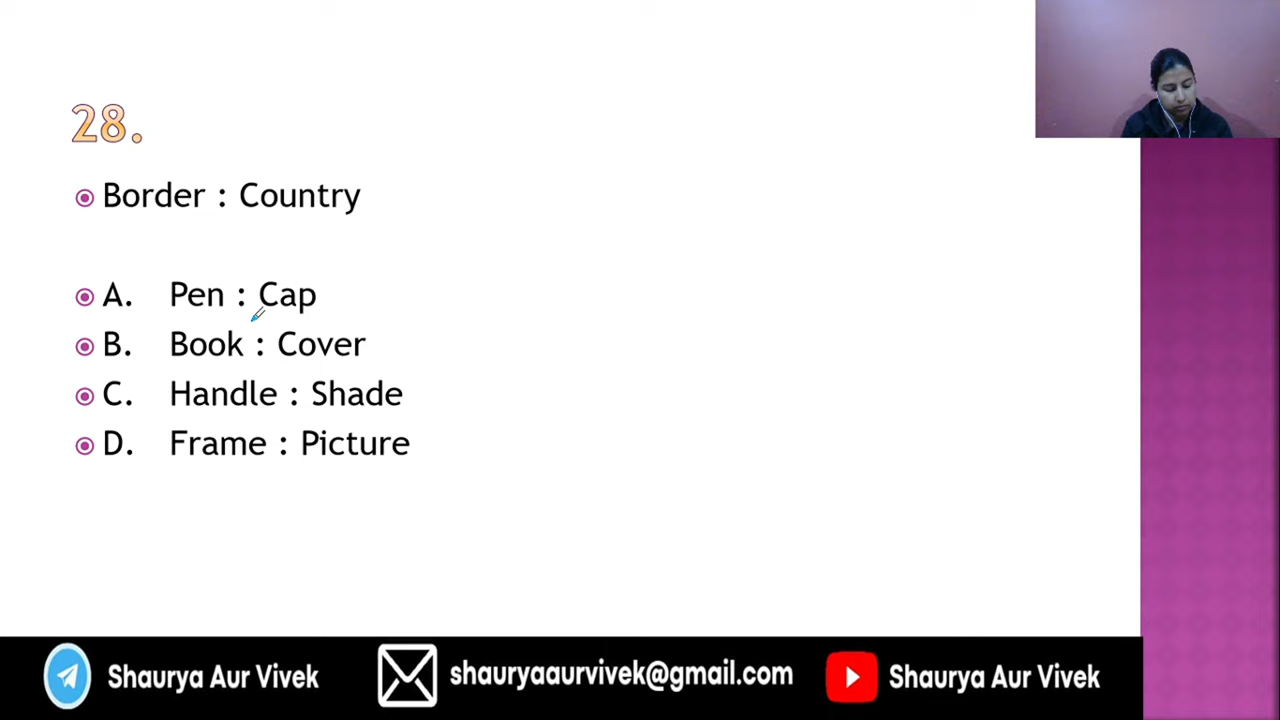 28.
Border : Country
A. Pen : Cap
B. Book : Cover
C. Handle : Shade
D. Frame : Picture
Shaurya Aur Vivek shauryaaurvivek@gmail.com Shaurya Aur Vivek